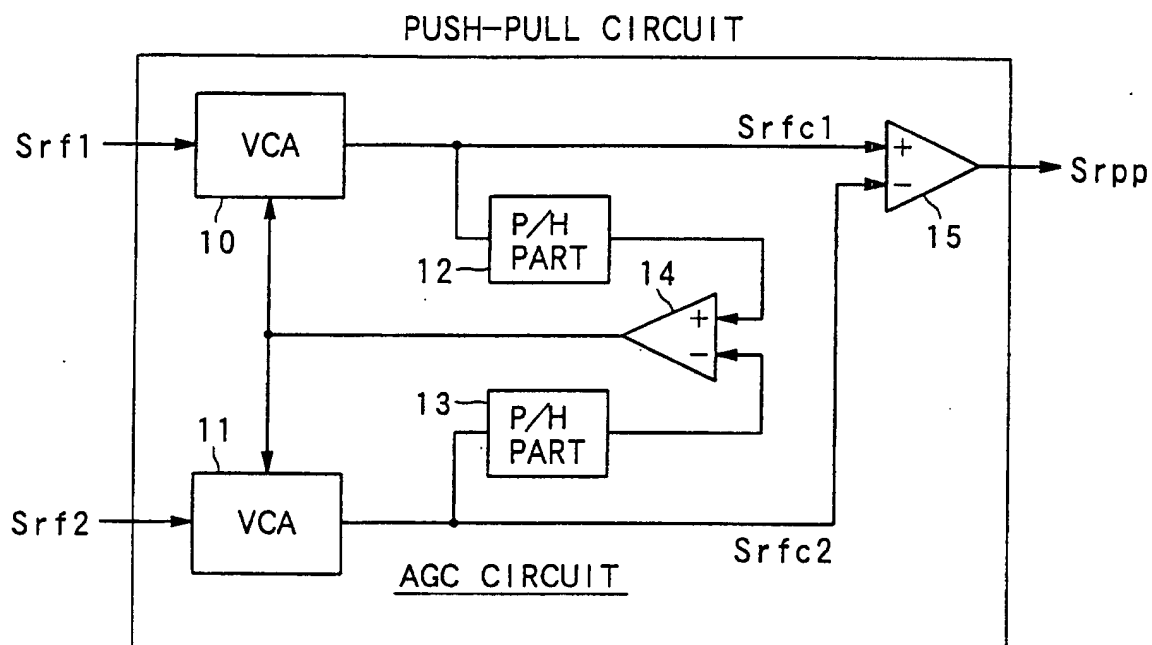 PUSH-PULL CIRCUIT
Srf1
VCA
10
Srfc1
+
−
15
Srpp
P/H
PART
12
14
+
−
13
P/H
PART
11
Srf2
VCA
Srfc2
AGC CIRCUIT